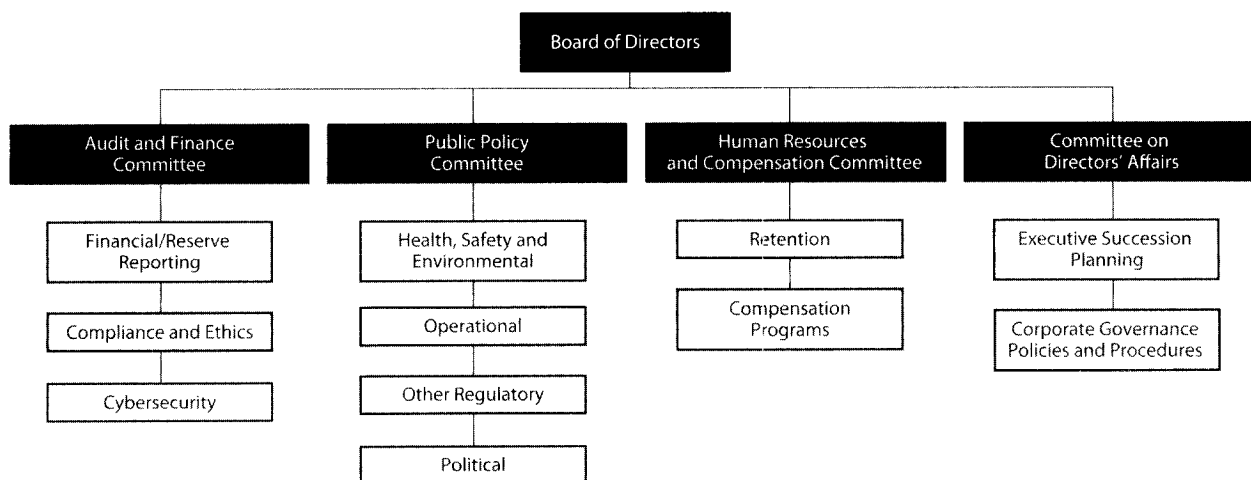 Board of Directors
Audit and Finance
Committee
Public Policy
Committee
Human Resources
and Compensation Committee
Committee on
Directors' Affairs
Financial/Reserve
Reporting
Compliance and Ethics
Cybersecurity
Health, Safety and
Environmental
Operational
Other Regulatory
Political
Retention
Compensation
Programs
Executive Succession
Planning
Corporate Governance
Policies and Procedures